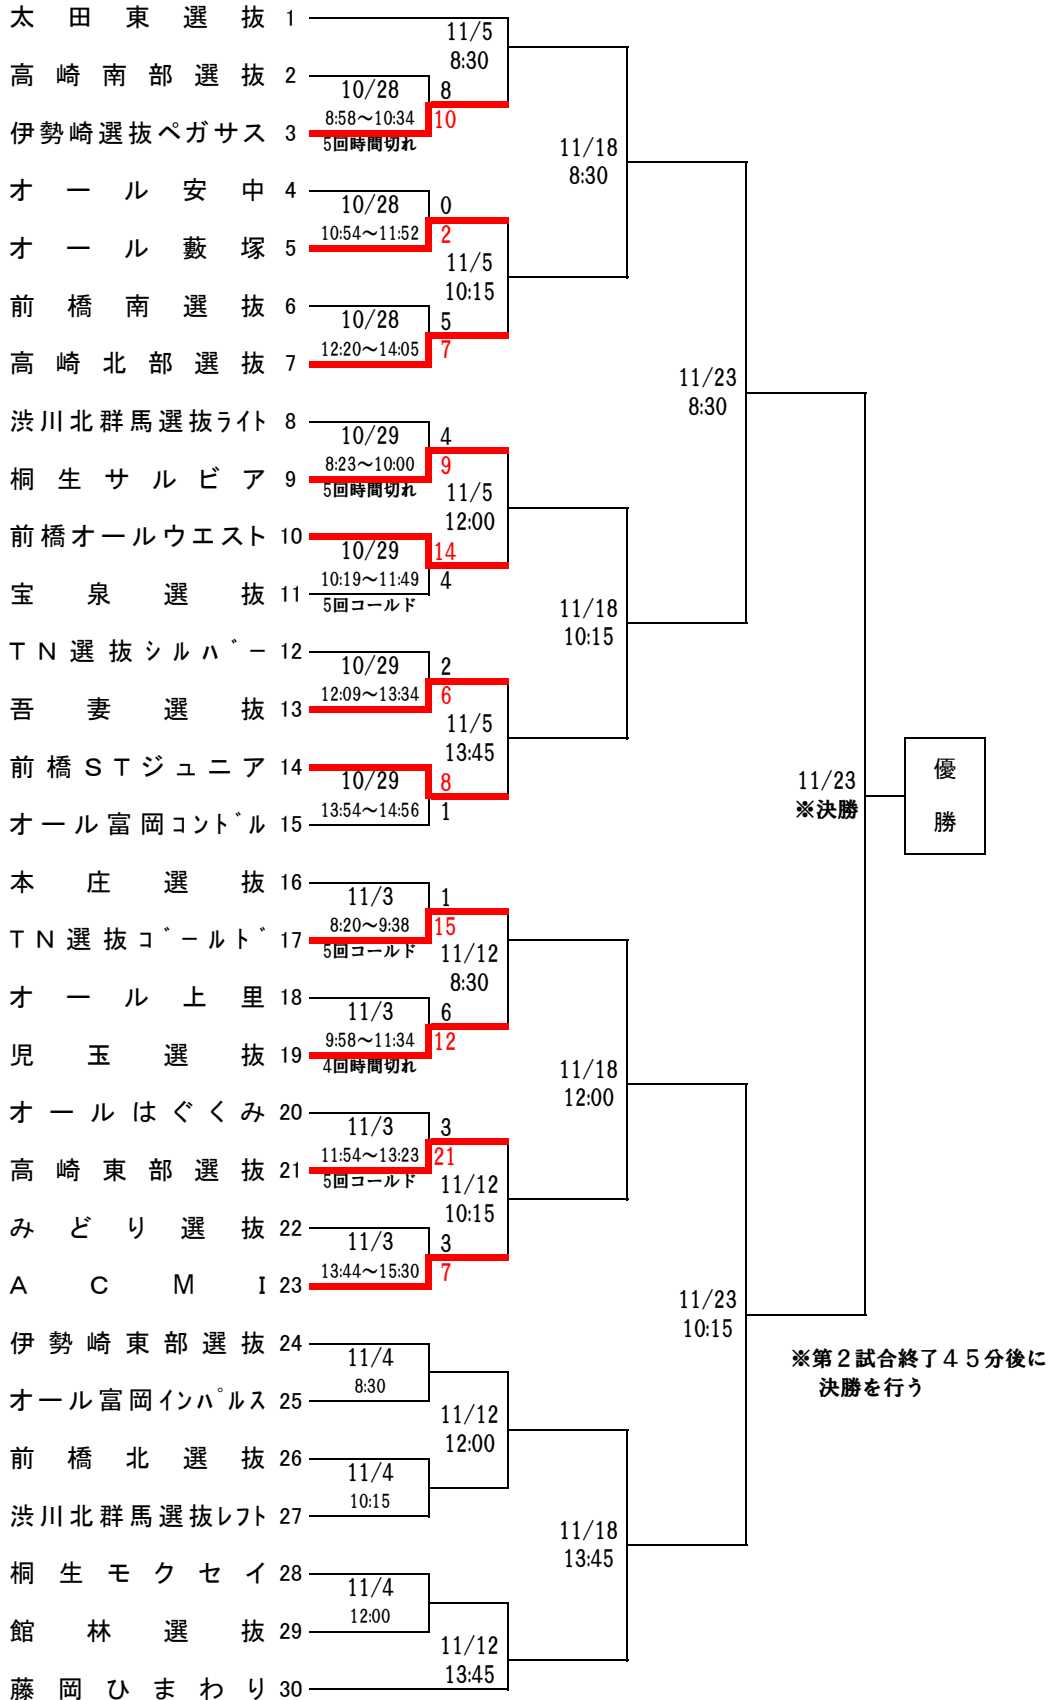 太田東選抜 1
11/5
8:30
高崎南部選抜 2
10/28 8
8:58～10:34 10
伊勢崎選抜ペガサス 3
5回時間切れ
11/18
8:30
オール安中 4
10/28 0
10:54～11:52 2
オール藪塚 5
11/5
10:15
前橋南選抜 6
10/28 5
12:20～14:05 7
高崎北部選抜 7
11/23
8:30
渋川北群馬選抜ﾗｲﾄ 8
10/29 4
8:23～10:00 9
桐生サルビア 9
5回時間切れ
11/5
12:00
前橋オールウエスト 10
10/29 14
10:19～11:49 4
宝泉選抜 11
5回コールド
11/18
10:15
ＴＮ選抜シルハ゛ー 12
10/29 2
12:09～13:34 6
吾妻選抜 13
11/5
13:45
前橋ＳＴジュニア 14
10/29 8
13:54～14:56 1
オール富岡ｺﾝﾄﾞﾙ 15
11/23
※決勝
優
勝
本庄選抜 16
11/3 1
8:20～9:38 15
ＴＮ選抜ｺﾞｰﾙﾄﾞ 17
5回コールド
11/12
8:30
オール上里 18
11/3 6
9:58～11:34 12
児玉選抜 19
4回時間切れ
11/18
12:00
オールはぐくみ 20
11/3 3
11:54～13:23 21
高崎東部選抜 21
5回コールド
11/12
10:15
みどり選抜 22
11/3 3
13:44～15:30 7
ＡＣＭＩ 23
11/23
10:15
伊勢崎東部選抜 24
11/4
8:30
オール富岡ｲﾝﾊﾟﾙｽ 25
※第２試合終了４５分後に
決勝を行う
11/12
12:00
前橋北選抜 26
11/4
10:15
渋川北群馬選抜ﾚﾌﾄ 27
11/18
13:45
桐生モクセイ 28
11/4
12:00
館林選抜 29
11/12
13:45
藤岡ひまわり 30